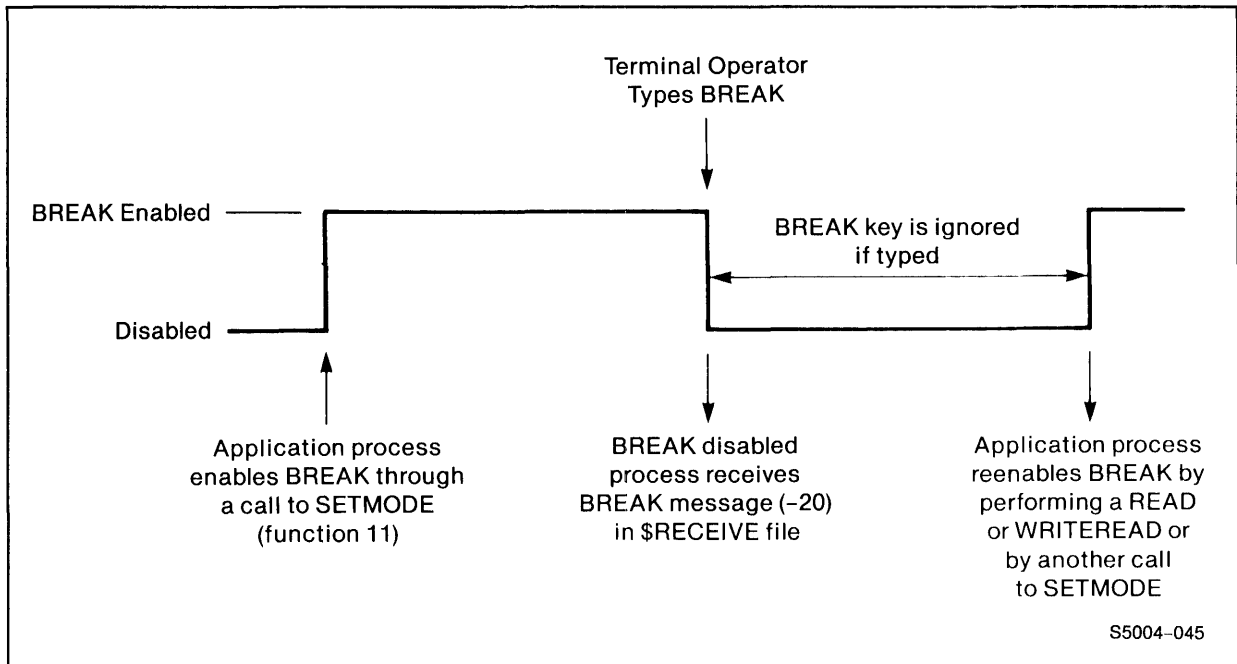 Terminal Operator
Types BREAK
BREAK Enabled
BREAK key is ignored
if typed
Disabled
Application process
enables BREAK through
a call to SETMODE
(function 11)
BREAK disabled
process receives
BREAK message (-20)
in $RECEIVE file
Application process
reenables BREAK by
performing a READ
or WRITEREAD or
by another call
to SETMODE
S5004-045